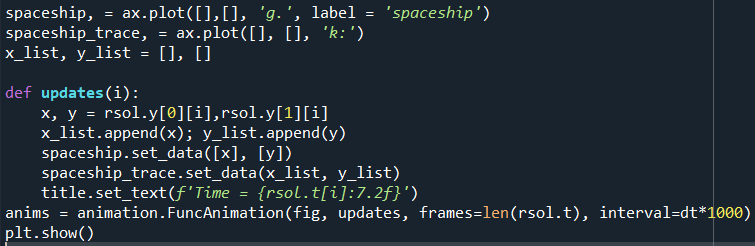 spaceship, = ax.plot([],[], 'g.', label = 'spaceship')
spaceship_trace, = ax.plot([], [], 'k:')
x_list, y_list = [], []

def updates(i):
    x, y = rsol.y[0][i],rsol.y[1][i]
    x_list.append(x); y_list.append(y)
    spaceship.set_data([x], [y])
    spaceship_trace.set_data(x_list, y_list)
    title.set_text(f'Time = {rsol.t[i]:7.2f}')
anims = animation.FuncAnimation(fig, updates, frames=len(rsol.t), interval=dt*1000)
plt.show()